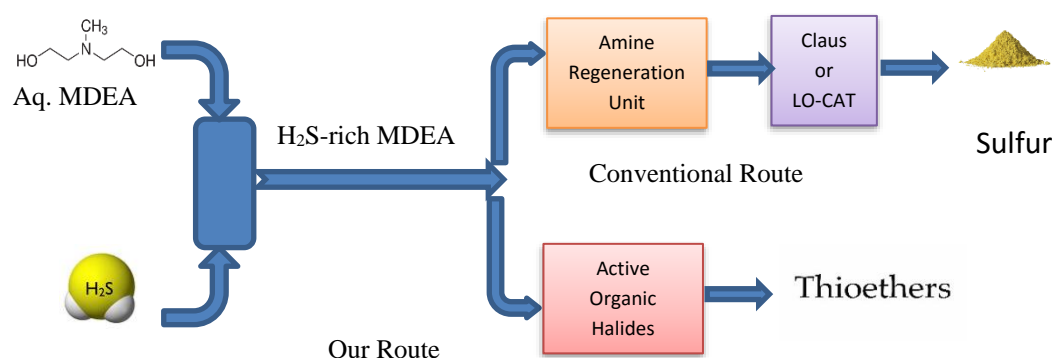 CH₃
HO
N
OH
Aq. MDEA
H₂S-rich MDEA
H₂S
Our Route
Amine
Regeneration
Unit
Claus
or
LO-CAT
Sulfur
Conventional Route
Active
Organic
Halides
Thioethers